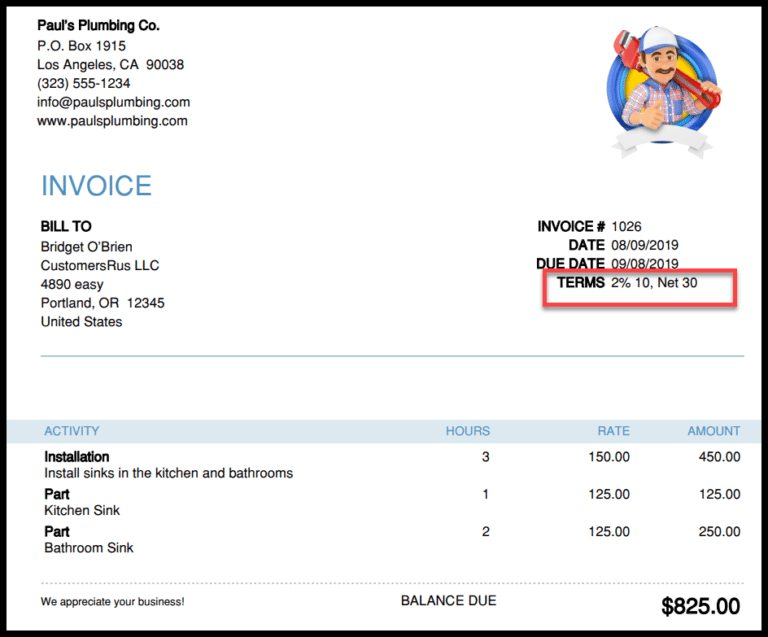 Paul's Plumbing Co.
P.O. Box 1915
Los Angeles, CA 90038
(323) 555-1234
info@paulsplumbing.com
www.paulsplumbing.com
INVOICE
BILL TO
Bridget O'Brien
CustomersRus LLC
4890 easy
Portland, OR 12345
United States
INVOICE # 1026
DATE 08/09/2019
DUE DATE 09/08/2019
TERMS 2% 10, Net 30
ACTIVITY HOURS RATE AMOUNT
Installation 3 150.00 450.00
Install sinks in the kitchen and bathrooms
Part 1 125.00 125.00
Kitchen Sink
Part 2 125.00 250.00
Bathroom Sink
We appreciate your business! BALANCE DUE $825.00